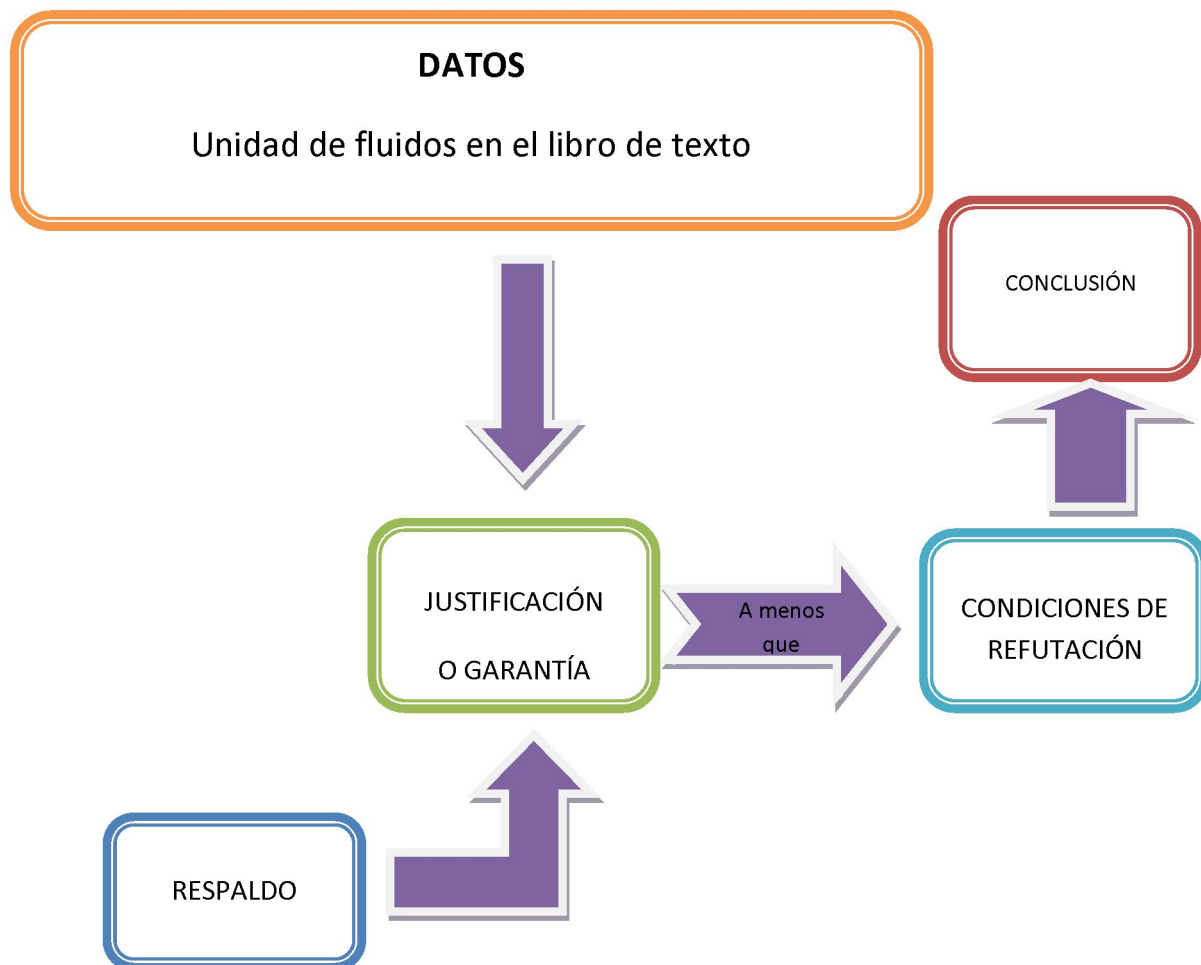 DATOS
Unidad de fluidos en el libro de texto
CONCLUSIÓN
JUSTIFICACIÓN
O GARANTÍA
A menos
que
CONDICIONES DE
REFUTACIÓN
RESPALDO